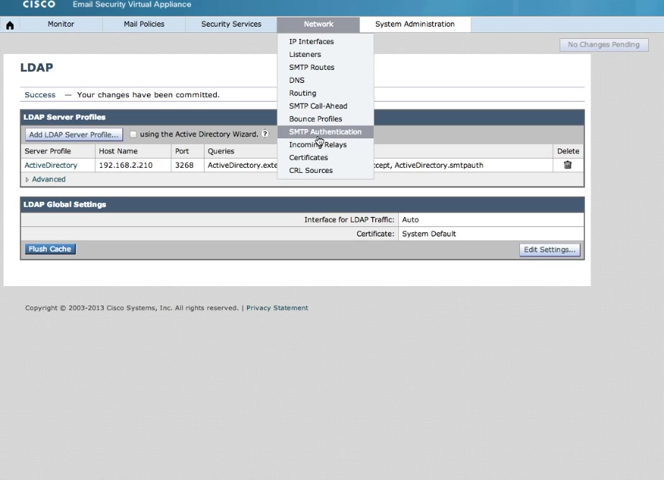 CISCO Email Security Virtual Appliance
Monitor Mail Policies Security Services Network System Administration
No Changes Pending
IP Interfaces
Listeners
SMTP Routes
DNS
Routing
SMTP Call-Ahead
Bounce Profiles
SMTP Authentication
Incoming Relays
Certificates
CRL Sources
LDAP
Success — Your changes have been committed.
LDAP Server Profiles
Add LDAP Server Profile... using the Active Directory Wizard. ?
Server Profile Host Name Port Queries Delete
ActiveDirectory 192.168.2.210 3268 ActiveDirectory.exte cept, ActiveDirectory.smtpauth
Advanced
LDAP Global Settings
Interface for LDAP Traffic: Auto
Certificate: System Default
Flush Cache Edit Settings...
Copyright © 2003-2013 Cisco Systems, Inc. All rights reserved. | Privacy Statement